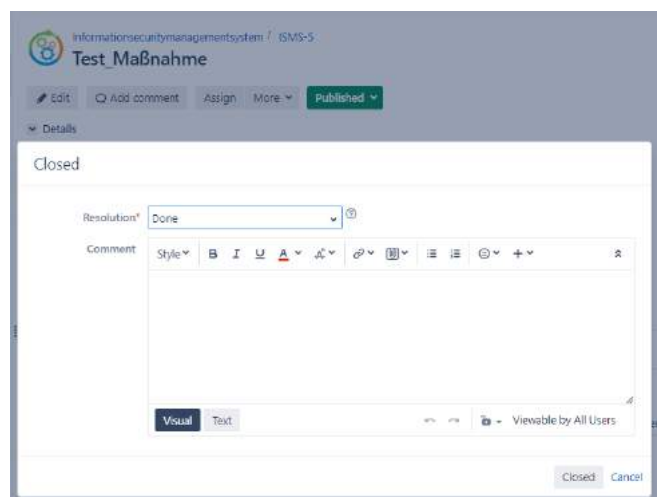 Informationsecuritymanagementsystem / ISMS-5
Test_Maßnahme
Edit Add comment Assign More Published
Details
Closed
Resolution* Done
Comment
Style B I U A
Visual Text Viewable by All Users
Closed Cancel